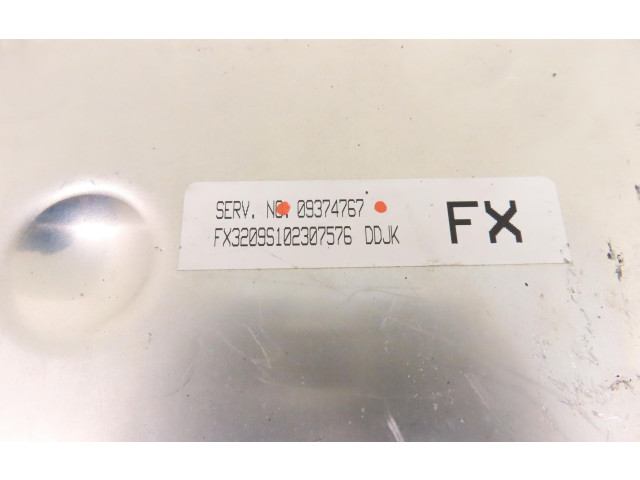 SERV. NO. 09374767
FX3209S102307576 DDJK
FX